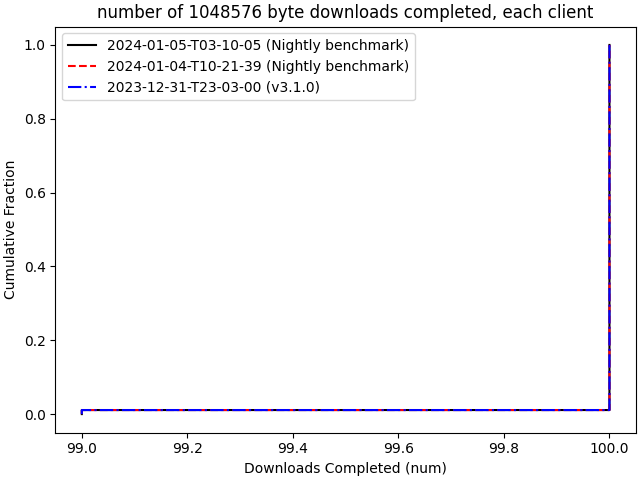 number of 1048576 byte downloads completed, each client
2024-01-05-T03-10-05 (Nightly benchmark)
2024-01-04-T10-21-39 (Nightly benchmark)
2023-12-31-T23-03-00 (v3.1.0)
Cumulative Fraction
1.0
0.8
0.6
0.4
0.2
0.0
99.0 99.2 99.4 99.6 99.8 100.0
Downloads Completed (num)